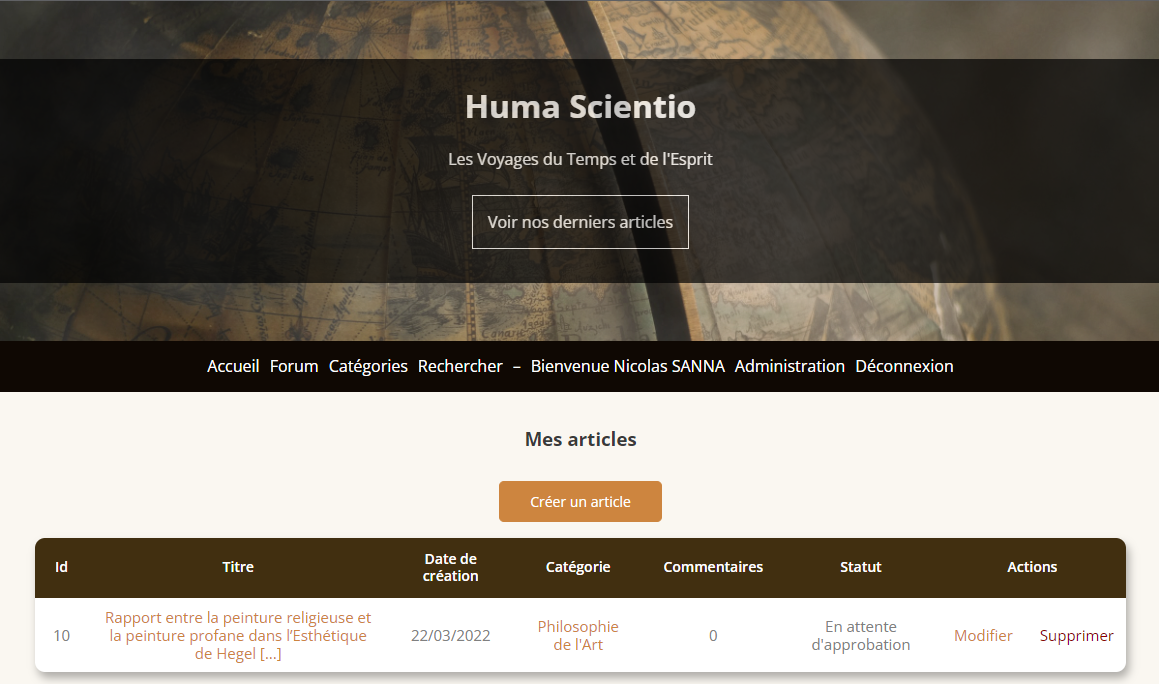 Huma Scientio
Les Voyages du Temps et de l'Esprit
Voir nos derniers articles
Accueil Forum Catégories Rechercher – Bienvenue Nicolas SANNA Administration Déconnexion
Mes articles
Créer un article
Id Titre Date de création Catégorie Commentaires Statut Actions
10 Rapport entre la peinture religieuse et la peinture profane dans l’Esthétique de Hegel [...] 22/03/2022 Philosophie de l'Art 0 En attente d'approbation Modifier Supprimer